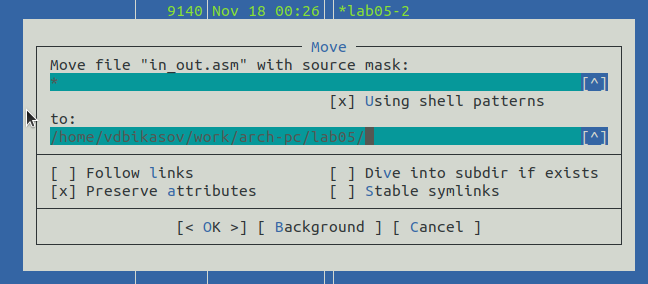 9140 Nov 18 00:26 *lab05-2
Move
Move file "in_out.asm" with source mask:
* [^]
[x] Using shell patterns
to:
/home/vdbikasov/work/arch-pc/lab05/ [^]
[ ] Follow links [ ] Dive into subdir if exists
[x] Preserve attributes [ ] Stable symlinks
[< OK >] [ Background ] [ Cancel ]